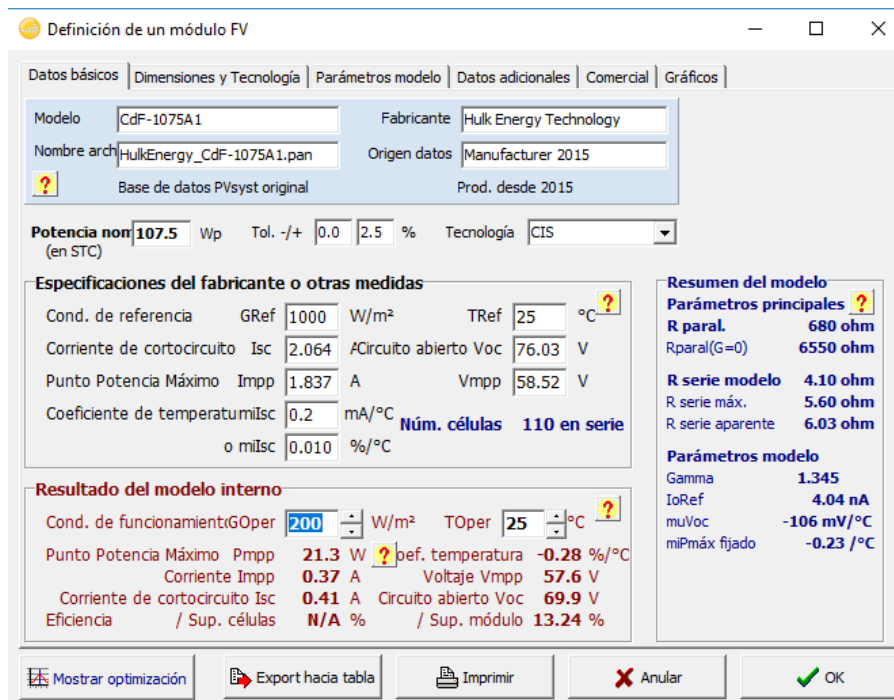 Definición de un módulo FV
Datos básicos Dimensiones y Tecnología Parámetros modelo Datos adicionales Comercial Gráficos
Modelo CdF-1075A1 Fabricante Hulk Energy Technology
Nombre arch HulkEnergy_CdF-1075A1.pan Origen datos Manufacturer 2015
? Base de datos PVsyst original Prod. desde 2015
Potencia nom 107.5 Wp Tol. -/+ 0.0 2.5 % Tecnología CIS
(en STC)
Especificaciones del fabricante o otras medidas
Cond. de referencia GRef 1000 W/m² TRef 25 °C ?
Corriente de cortocircuito Isc 2.064 A Circuito abierto Voc 76.03 V
Punto Potencia Máximo Impp 1.837 A Vmpp 58.52 V
Coeficiente de temperatu miIsc 0.2 mA/°C Núm. células 110 en serie
o miIsc 0.010 %/°C
Resultado del modelo interno
Cond. de funcionamient GOper 200 W/m² TOper 25 °C ?
Punto Potencia Máximo Pmpp 21.3 W ? oef. temperatura -0.28 %/°C
Corriente Impp 0.37 A Voltaje Vmpp 57.6 V
Corriente de cortocircuito Isc 0.41 A Circuito abierto Voc 69.9 V
Eficiencia / Sup. células N/A % / Sup. módulo 13.24 %
Resumen del modelo
Parámetros principales ?
R paral. 680 ohm
Rparal(G=0) 6550 ohm
R serie modelo 4.10 ohm
R serie máx. 5.60 ohm
R serie aparente 6.03 ohm
Parámetros modelo
Gamma 1.345
IoRef 4.04 nA
muVoc -106 mV/°C
miPmáx fijado -0.23 /°C
Mostrar optimización Export hacia tabla Imprimir Anular OK